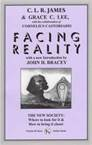 C. L. R. JAMES
& GRACE C. LEE,
with the collaboration of
CORNELIUS CASTORIADIS
FACING
REALITY
with a new Introduction by
JOHN H. BRACEY
THE NEW SOCIETY:
Where to look for it &
How to bring it closer